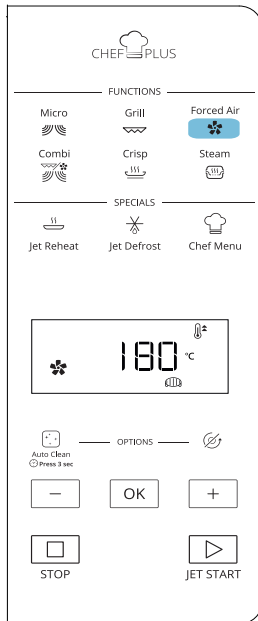 CHEF PLUS
FUNCTIONS
Micro Grill Forced Air
Combi Crisp Steam
SPECIALS
Jet Reheat Jet Defrost Chef Menu
180 °C
Auto Clean
Press 3 sec
OPTIONS
− OK +
STOP JET START